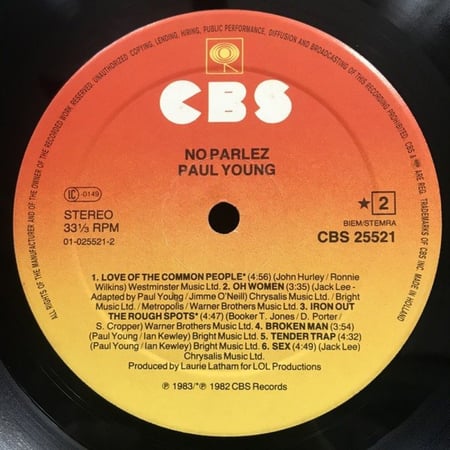 ALL RIGHTS OF THE MANUFACTURER AND OF THE OWNER OF THE RECORDED WORK RESERVED. UNAUTHORIZED COPYING, LENDING, HIRING, PUBLIC PERFORMANCE, DIFFUSION AND BROADCASTING OF THIS RECORD PROHIBITED. CBS & ARE REG. TRADEMARKS OF CBS INC. MADE IN HOLLAND
CBS
NO PARLEZ
PAUL YOUNG
LC -0149
STEREO
33⅓ RPM
01-025521-2
★ 2
BIEM/STEMRA
CBS 25521
1. LOVE OF THE COMMON PEOPLE* (4:56) (John Hurley / Ronnie
Wilkins) Westminster Music Ltd. 2. OH WOMEN (3:35) (Jack Lee -
Adapted by Paul Young / Jimme O'Neill) Chrysalis Music Ltd. / Bright
Music Ltd. / Metropolis / Warner Brothers Music Ltd. 3. IRON OUT
THE ROUGH SPOTS* (4:47) (Booker T. Jones / D. Porter /
S. Cropper) Warner Brothers Music Ltd. 4. BROKEN MAN (3:54)
(Paul Young / Ian Kewley) Bright Music Ltd. 5. TENDER TRAP (4:32)
(Paul Young / Ian Kewley) Bright Music Ltd. 6. SEX (4:49) (Jack Lee)
Chrysalis Music Ltd.
Produced by Laurie Latham for LOL Productions
℗ 1983/*℗ 1982 CBS Records